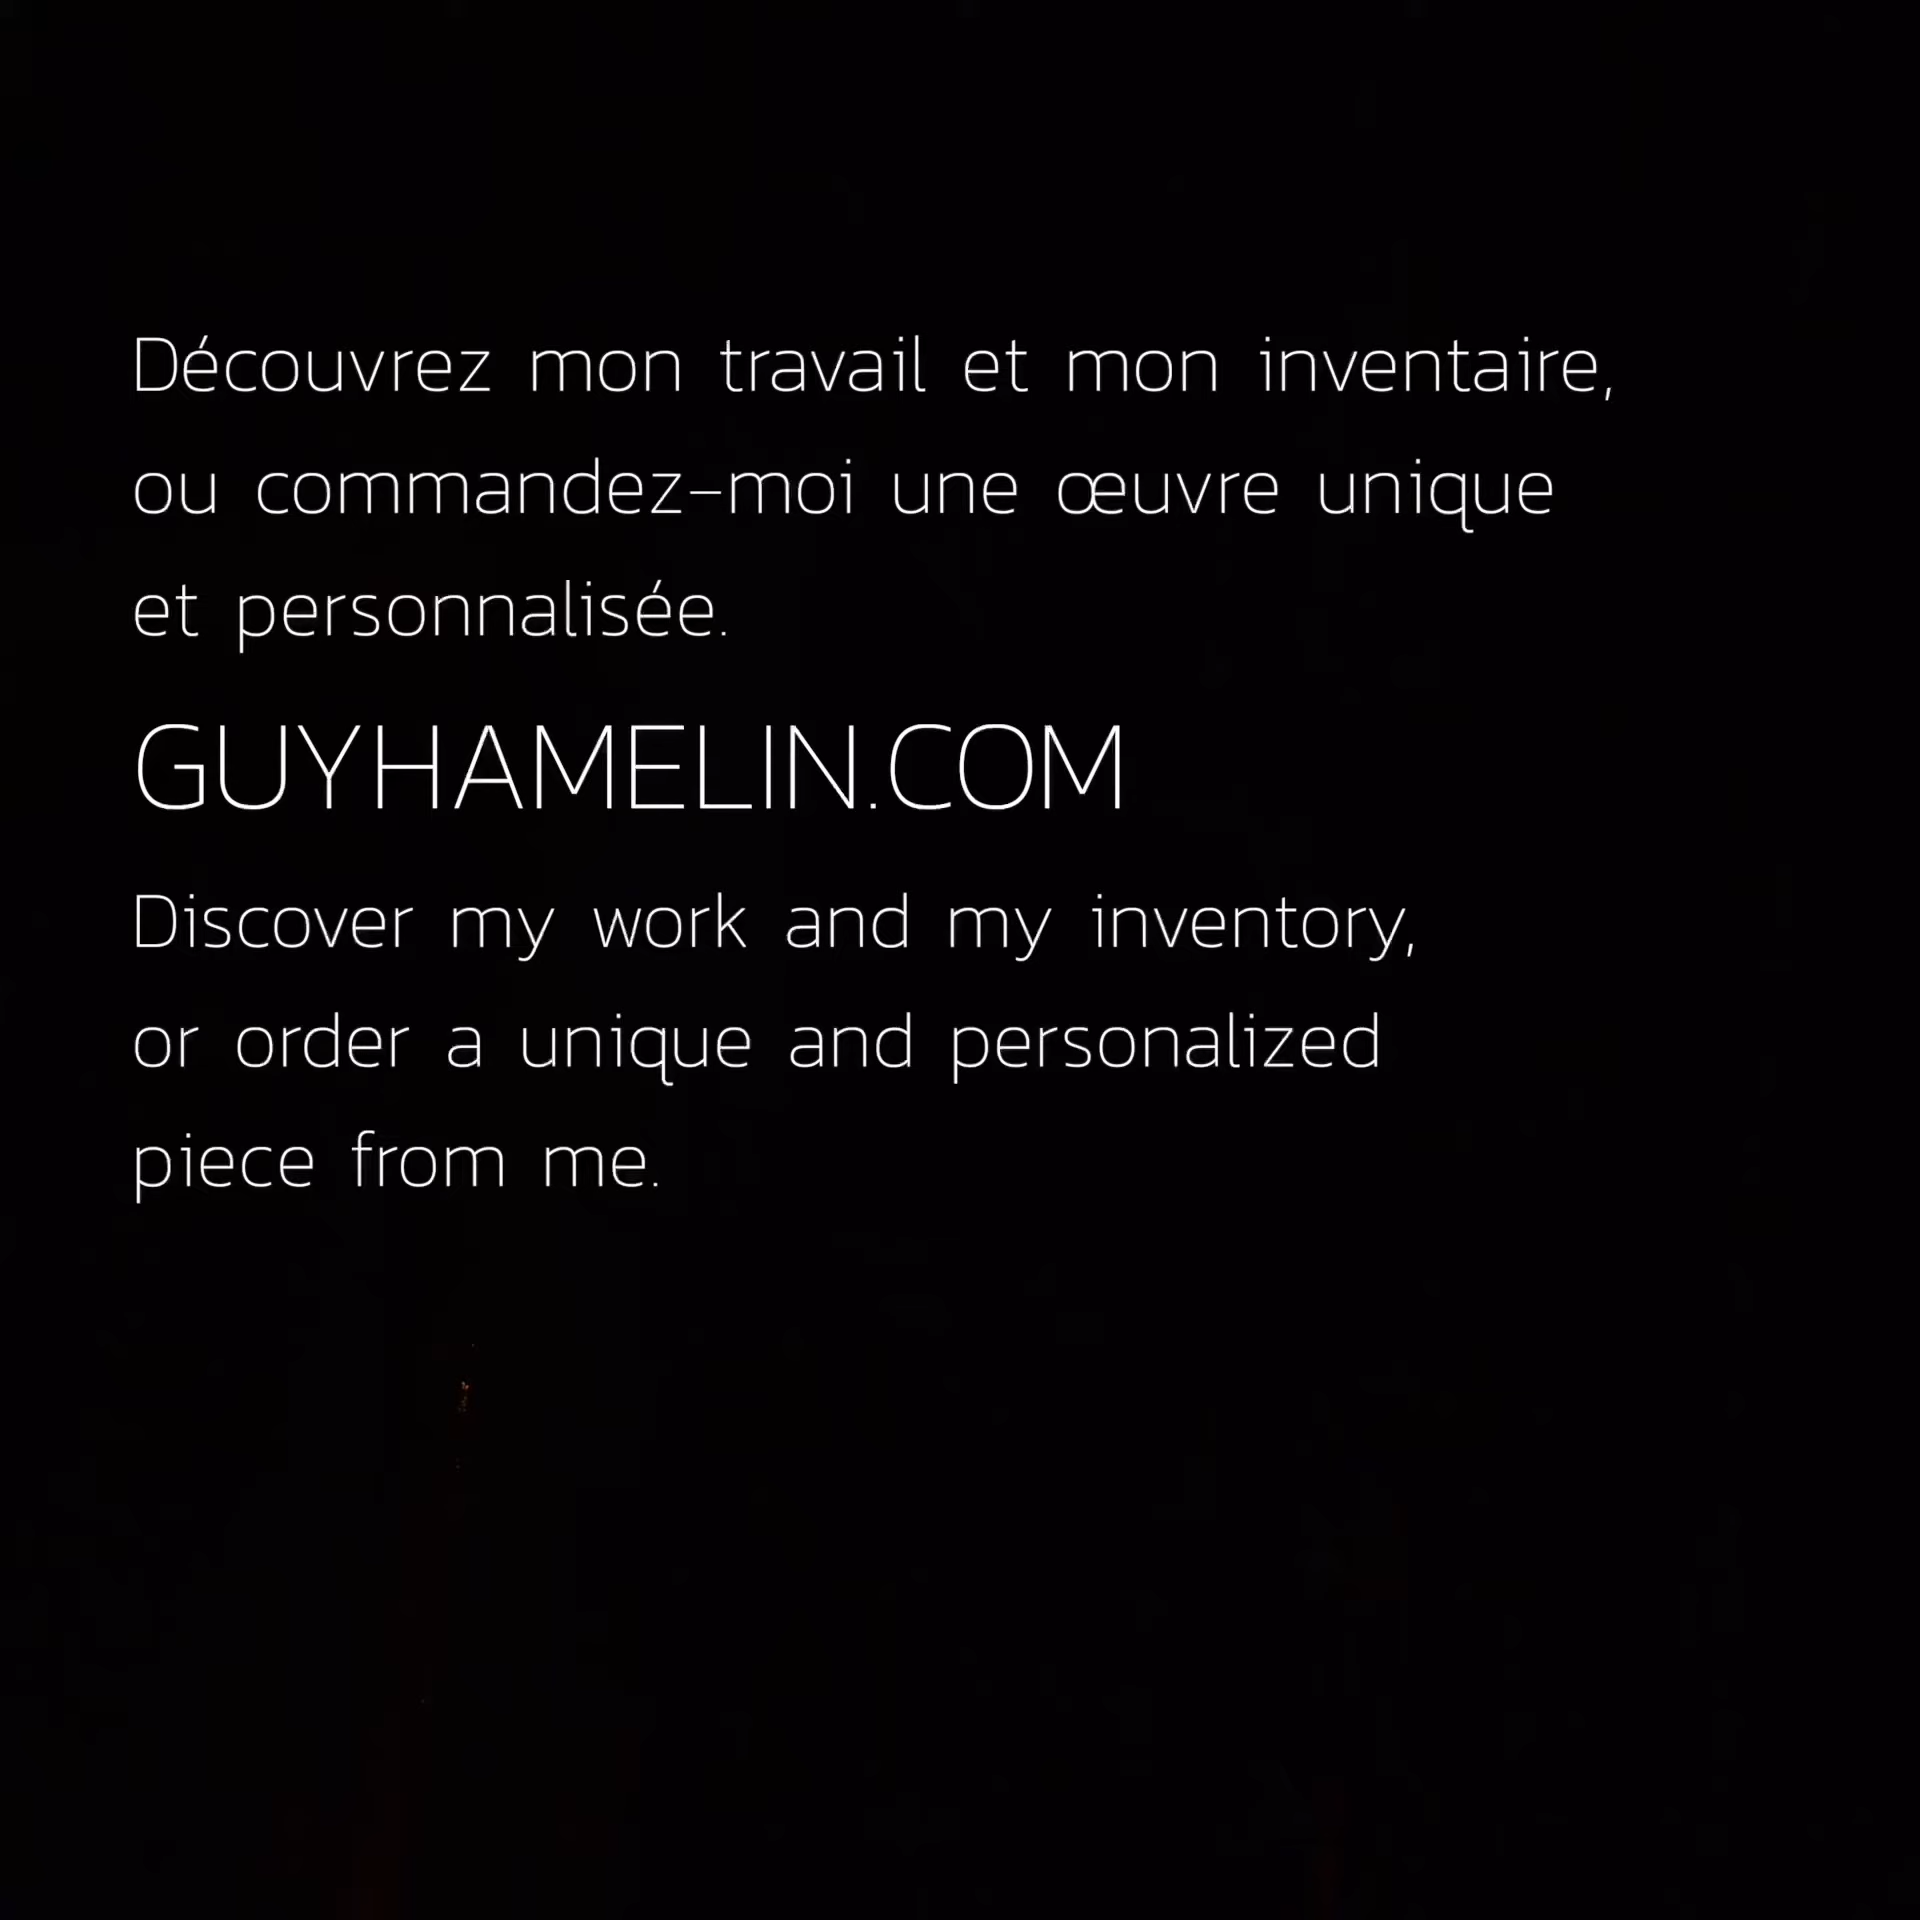 Découvrez mon travail et mon inventaire,
ou commandez-moi une œuvre unique
et personnalisée.
GUYHAMELIN.COM
Discover my work and my inventory,
or order a unique and personalized
piece from me.